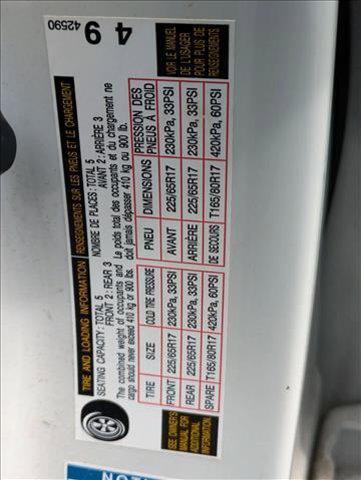 TIRE AND LOADING INFORMATION
RENSEIGNEMENTS SUR LES PNEUS ET LE CHARGEMENT
SEATING CAPACITY: TOTAL 5
FRONT 2 : REAR 3
NOMBRE DE PLACES : TOTAL 5
AVANT 2 : ARRIÈRE 3
The combined weight of occupants and
cargo should never exceed 410 kg or 900 lbs.
Le poids total des occupants et du chargement ne
doit jamais dépasser 410 kg ou 900 lb.
TIRE SIZE COLD TIRE PRESSURE
FRONT 225/65R17 230kPa, 33PSI
REAR 225/65R17 230kPa, 33PSI
SPARE T165/80R17 420kPa, 60PSI
PNEU DIMENSIONS PRESSION DES
PNEUS À FROID
AVANT 225/65R17 230kPa, 33PSI
ARRIÈRE 225/65R17 230kPa, 33PSI
DE SECOURS T165/80R17 420kPa, 60PSI
SEE OWNER'S
MANUAL FOR
ADDITIONAL
INFORMATION
VOIR LE MANUEL
DE L'USAGER
POUR PLUS DE
RENSEIGNEMENTS
42590
4 9